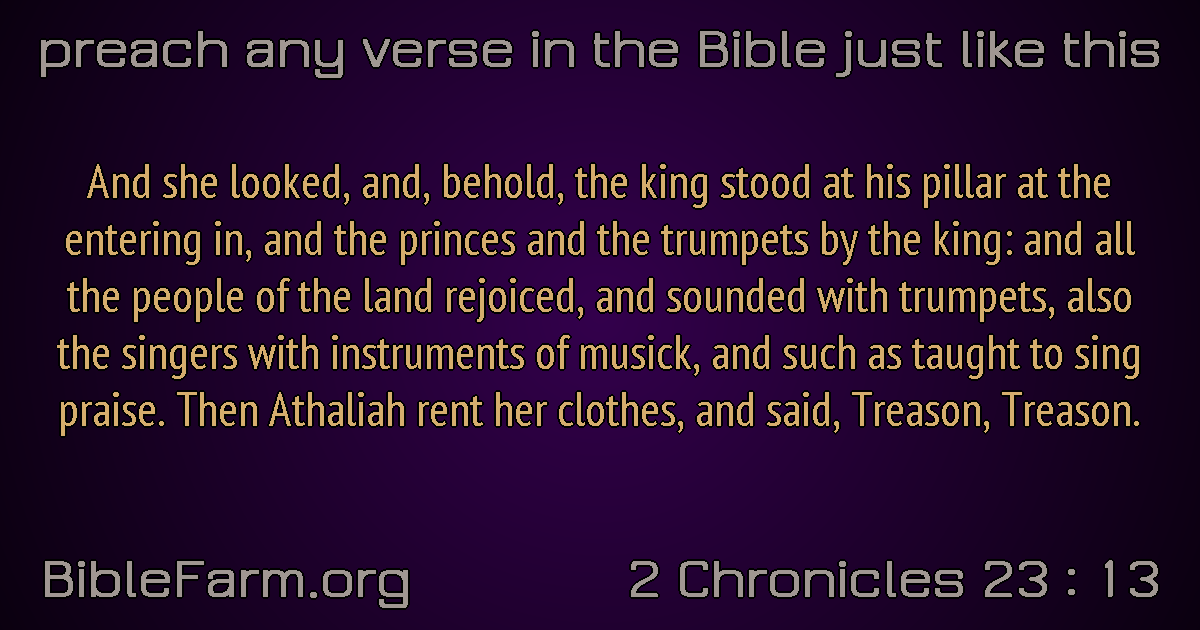 preach any verse in the Bible just like this
And she looked, and, behold, the king stood at his pillar at the
entering in, and the princes and the trumpets by the king: and all
the people of the land rejoiced, and sounded with trumpets, also
the singers with instruments of musick, and such as taught to sing
praise. Then Athaliah rent her clothes, and said, Treason, Treason.
BibleFarm.org
2 Chronicles 23 : 13